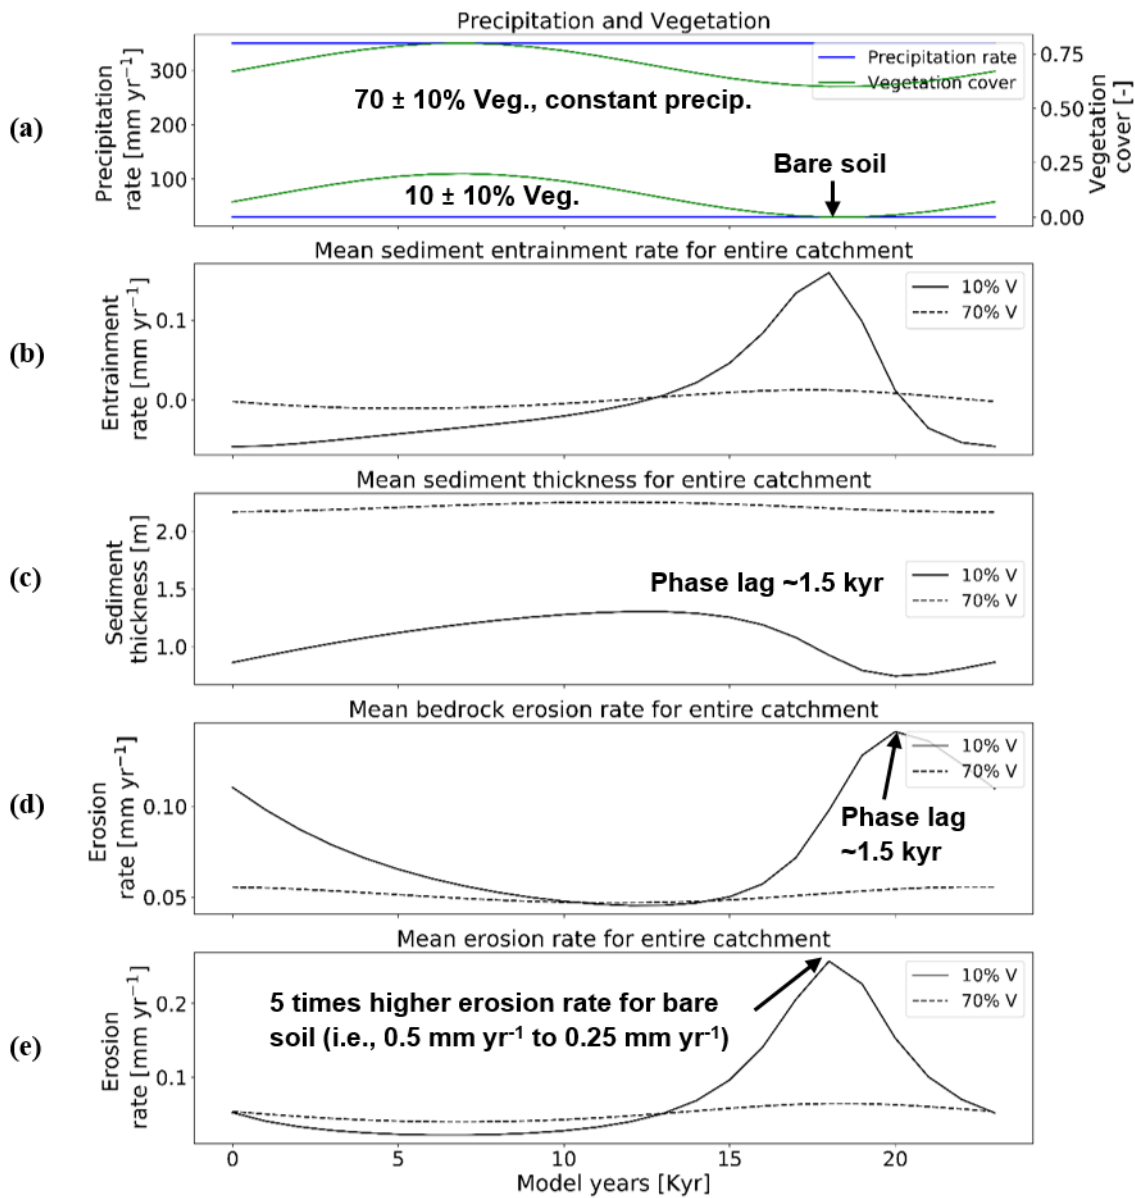 Precipitation and Vegetation
(a)
Precipitation
rate [mm yr⁻¹]
300
200
100
Precipitation rate
Vegetation cover
70 ± 10% Veg., constant precip.
Bare soil
10 ± 10% Veg.
0.75
0.50
0.25
0.00
Vegetation
cover [-]
Mean sediment entrainment rate for entire catchment
(b)
Entrainment
rate [mm yr⁻¹]
0.1
0.0
10% V
70% V
Mean sediment thickness for entire catchment
(c)
Sediment
thickness [m]
2.0
1.5
1.0
Phase lag ~1.5 kyr
10% V
70% V
Mean bedrock erosion rate for entire catchment
(d)
Erosion
rate [mm yr⁻¹]
0.10
0.05
10% V
70% V
Phase lag
~1.5 kyr
Mean erosion rate for entire catchment
(e)
Erosion
rate [mm yr⁻¹]
0.2
0.1
5 times higher erosion rate for bare
soil (i.e., 0.5 mm yr⁻¹ to 0.25 mm yr⁻¹)
10% V
70% V
0 5 10 15 20
Model years [Kyr]